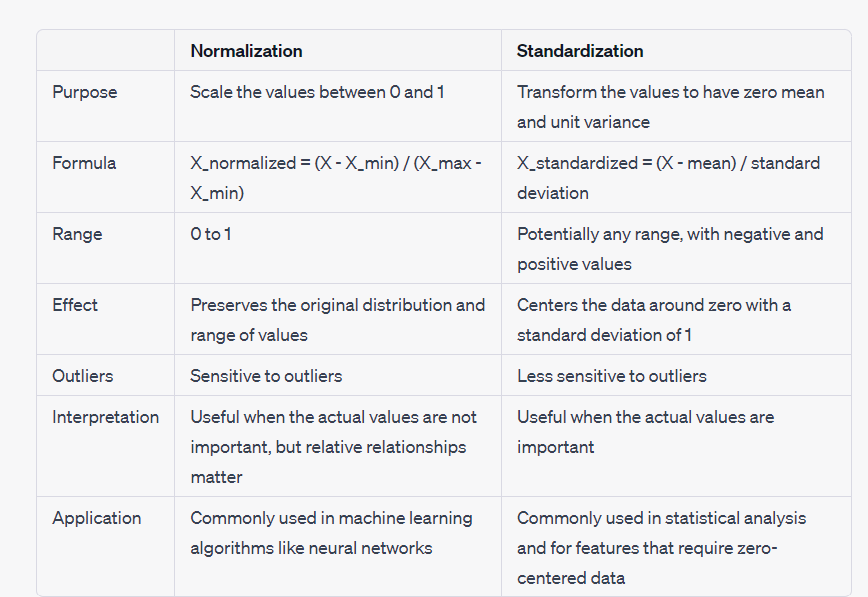 Normalization Standardization
Purpose Scale the values between 0 and 1 Transform the values to have zero mean
and unit variance
Formula X_normalized = (X - X_min) / (X_max - X_standardized = (X - mean) / standard
X_min) deviation
Range 0 to 1 Potentially any range, with negative and
positive values
Effect Preserves the original distribution and Centers the data around zero with a
range of values standard deviation of 1
Outliers Sensitive to outliers Less sensitive to outliers
Interpretation Useful when the actual values are not Useful when the actual values are
important, but relative relationships important
matter
Application Commonly used in machine learning Commonly used in statistical analysis
algorithms like neural networks and for features that require zero-
centered data